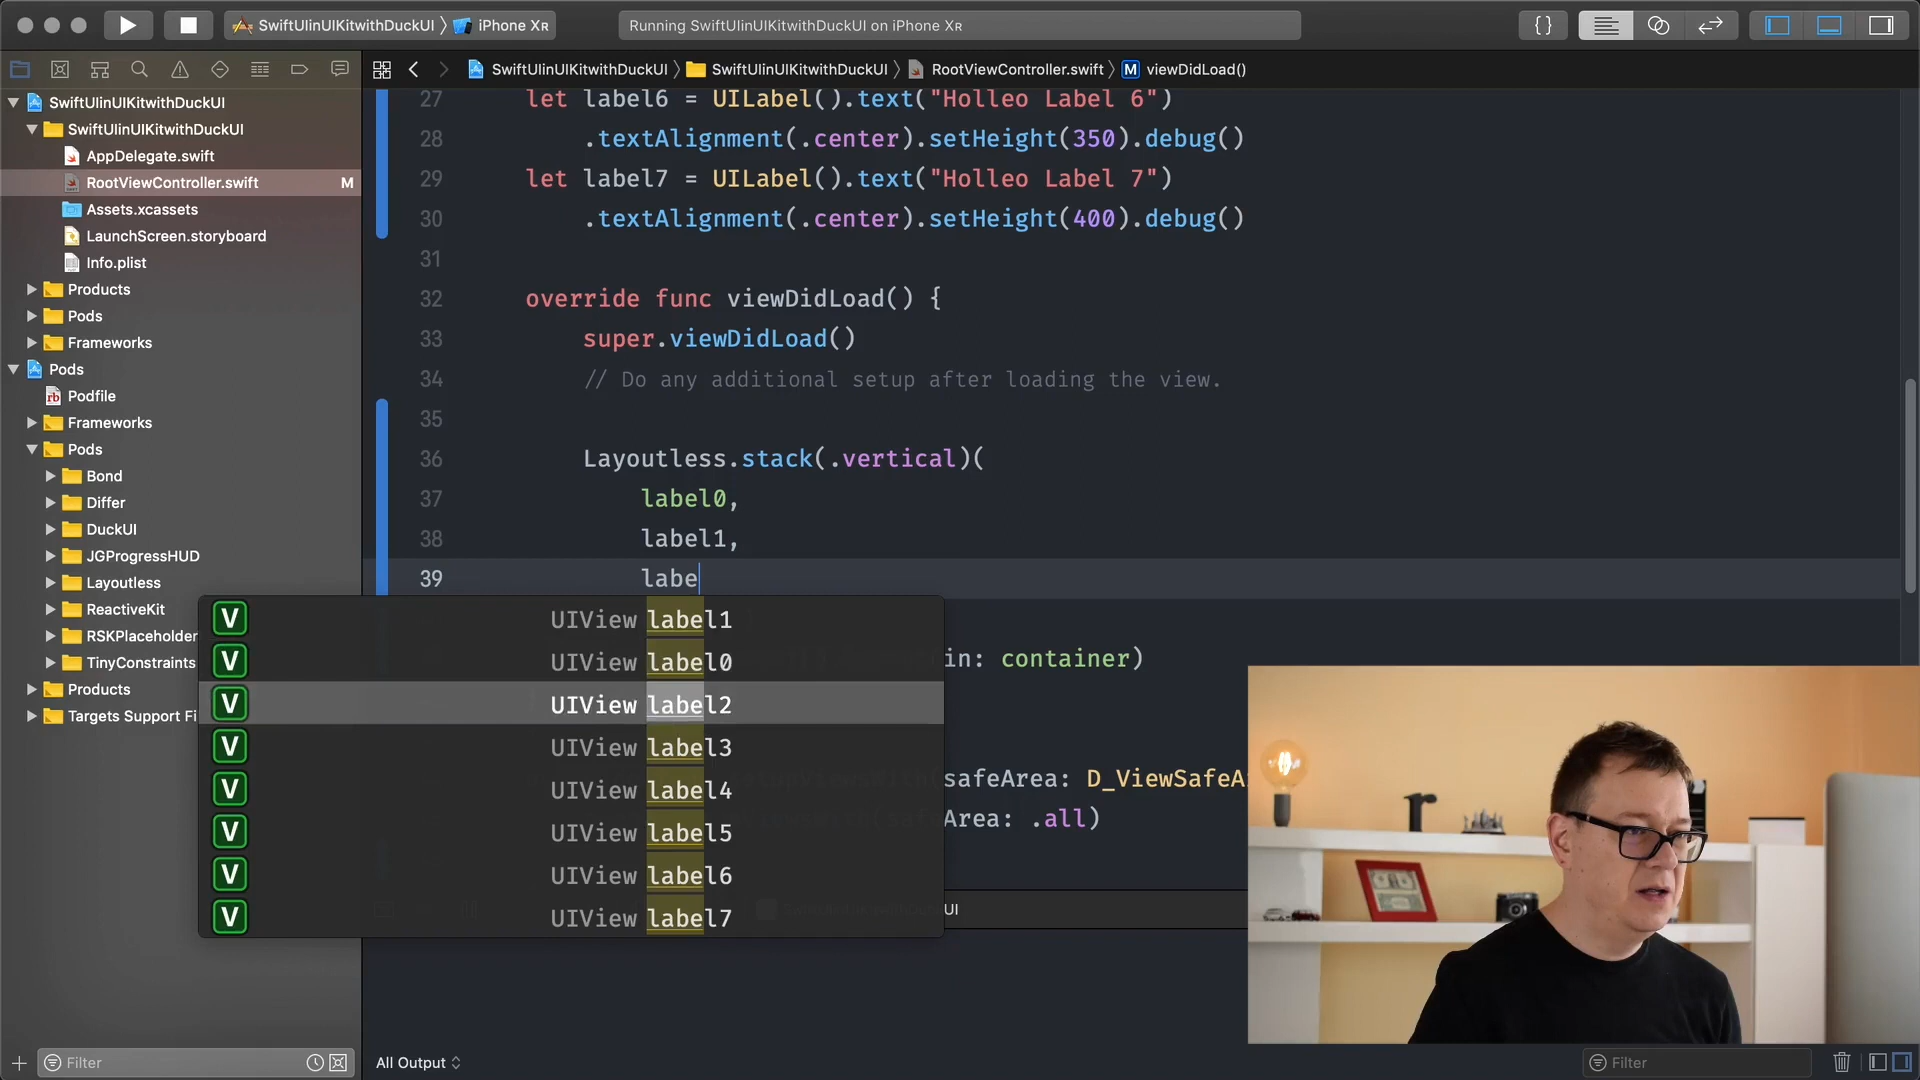 SwiftUIinUIKitwithDuckUI 〉 iPhone Xʀ
Running SwiftUIinUIKitwithDuckUI on iPhone Xʀ
{}
SwiftUIinUIKitwithDuckUI 〉 SwiftUIinUIKitwithDuckUI 〉 RootViewController.swift 〉 M viewDidLoad()
SwiftUIinUIKitwithDuckUI
SwiftUIinUIKitwithDuckUI
AppDelegate.swift
RootViewController.swift M
Assets.xcassets
LaunchScreen.storyboard
Info.plist
Products
Pods
Frameworks
Pods
Podfile
Frameworks
Pods
Bond
Differ
DuckUI
JGProgressHUD
Layoutless
ReactiveKit
RSKPlaceholder
TinyConstraints
Products
Targets Support Fi
Filter
27 let label6 = UILabel().text("Holleo Label 6")
28 .textAlignment(.center).setHeight(350).debug()
29 let label7 = UILabel().text("Holleo Label 7")
30 .textAlignment(.center).setHeight(400).debug()
31
32 override func viewDidLoad() {
33 super.viewDidLoad()
34 // Do any additional setup after loading the view.
35
36 Layoutless.stack(.vertical)(
37 label0,
38 label1,
39 labe
V UIView label1
V UIView label0
V UIView label2
V UIView label3
V UIView label4
V UIView label5
V UIView label6
V UIView label7
in: container)
safeArea: D_ViewSafeA
Area: .all)
UI
All Output
Filter